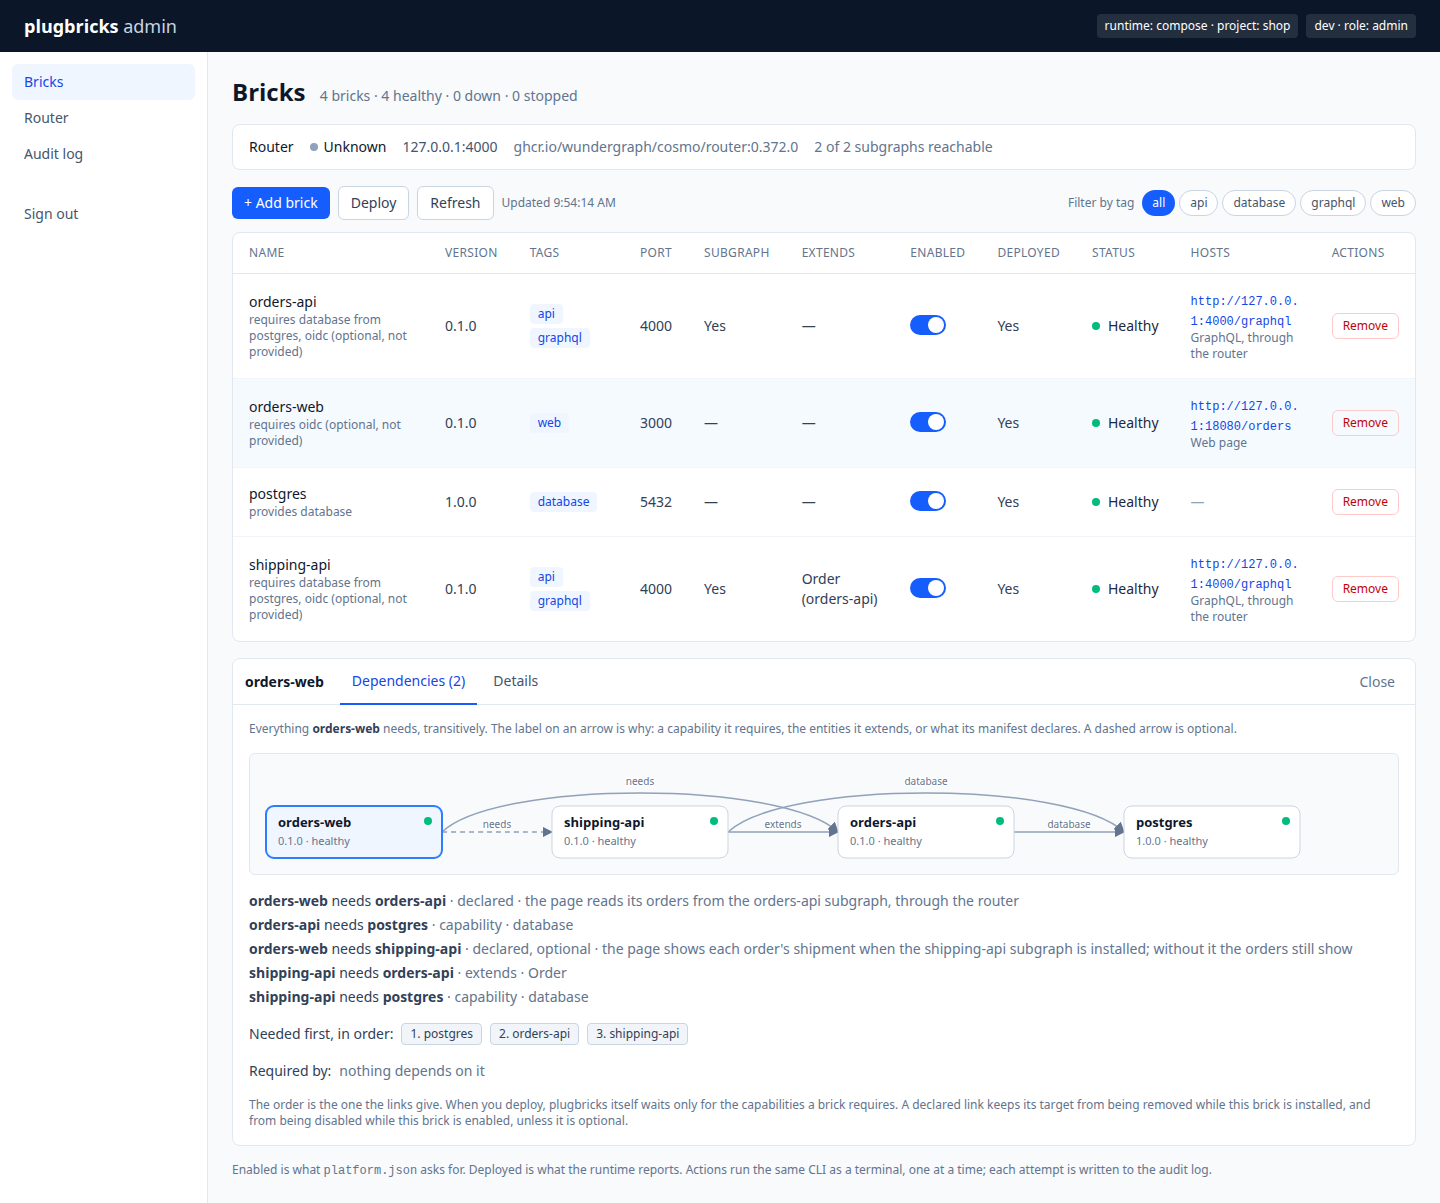 plugbricks admin
runtime: compose · project: shop
dev · role: admin
Bricks
Router
Audit log
Sign out
Bricks
4 bricks · 4 healthy · 0 down · 0 stopped
Router
Unknown
127.0.0.1:4000
ghcr.io/wundergraph/cosmo/router:0.372.0
2 of 2 subgraphs reachable
+ Add brick
Deploy
Refresh
Updated 9:54:14 AM
Filter by tag
all
api
database
graphql
web
NAME
VERSION
TAGS
PORT
SUBGRAPH
EXTENDS
ENABLED
DEPLOYED
STATUS
HOSTS
ACTIONS
orders-api
requires database from
postgres, oidc (optional, not
provided)
0.1.0
api
graphql
4000
Yes
—
Yes
Healthy
http://127.0.0.
1:4000/graphql
GraphQL, through
the router
Remove
orders-web
requires oidc (optional, not
provided)
0.1.0
web
3000
—
—
Yes
Healthy
http://127.0.0.
1:18080/orders
Web page
Remove
postgres
provides database
1.0.0
database
5432
—
—
Yes
Healthy
—
Remove
shipping-api
requires database from
postgres, oidc (optional, not
provided)
0.1.0
api
graphql
4000
Yes
Order
(orders-api)
Yes
Healthy
http://127.0.0.
1:4000/graphql
GraphQL, through
the router
Remove
orders-web
Dependencies (2)
Details
Close
Everything orders-web needs, transitively. The label on an arrow is why: a capability it requires, the entities it extends, or what its manifest declares. A dashed arrow is optional.
needs
database
orders-web
0.1.0 · healthy
needs
shipping-api
0.1.0 · healthy
extends
orders-api
0.1.0 · healthy
database
postgres
1.0.0 · healthy
orders-web needs orders-api · declared · the page reads its orders from the orders-api subgraph, through the router
orders-api needs postgres · capability · database
orders-web needs shipping-api · declared, optional · the page shows each order's shipment when the shipping-api subgraph is installed; without it the orders still show
shipping-api needs orders-api · extends · Order
shipping-api needs postgres · capability · database
Needed first, in order:
1. postgres
2. orders-api
3. shipping-api
Required by: nothing depends on it
The order is the one the links give. When you deploy, plugbricks itself waits only for the capabilities a brick requires. A declared link keeps its target from being removed while this brick is installed, and
from being disabled while this brick is enabled, unless it is optional.
Enabled is what platform.json asks for. Deployed is what the runtime reports. Actions run the same CLI as a terminal, one at a time; each attempt is written to the audit log.